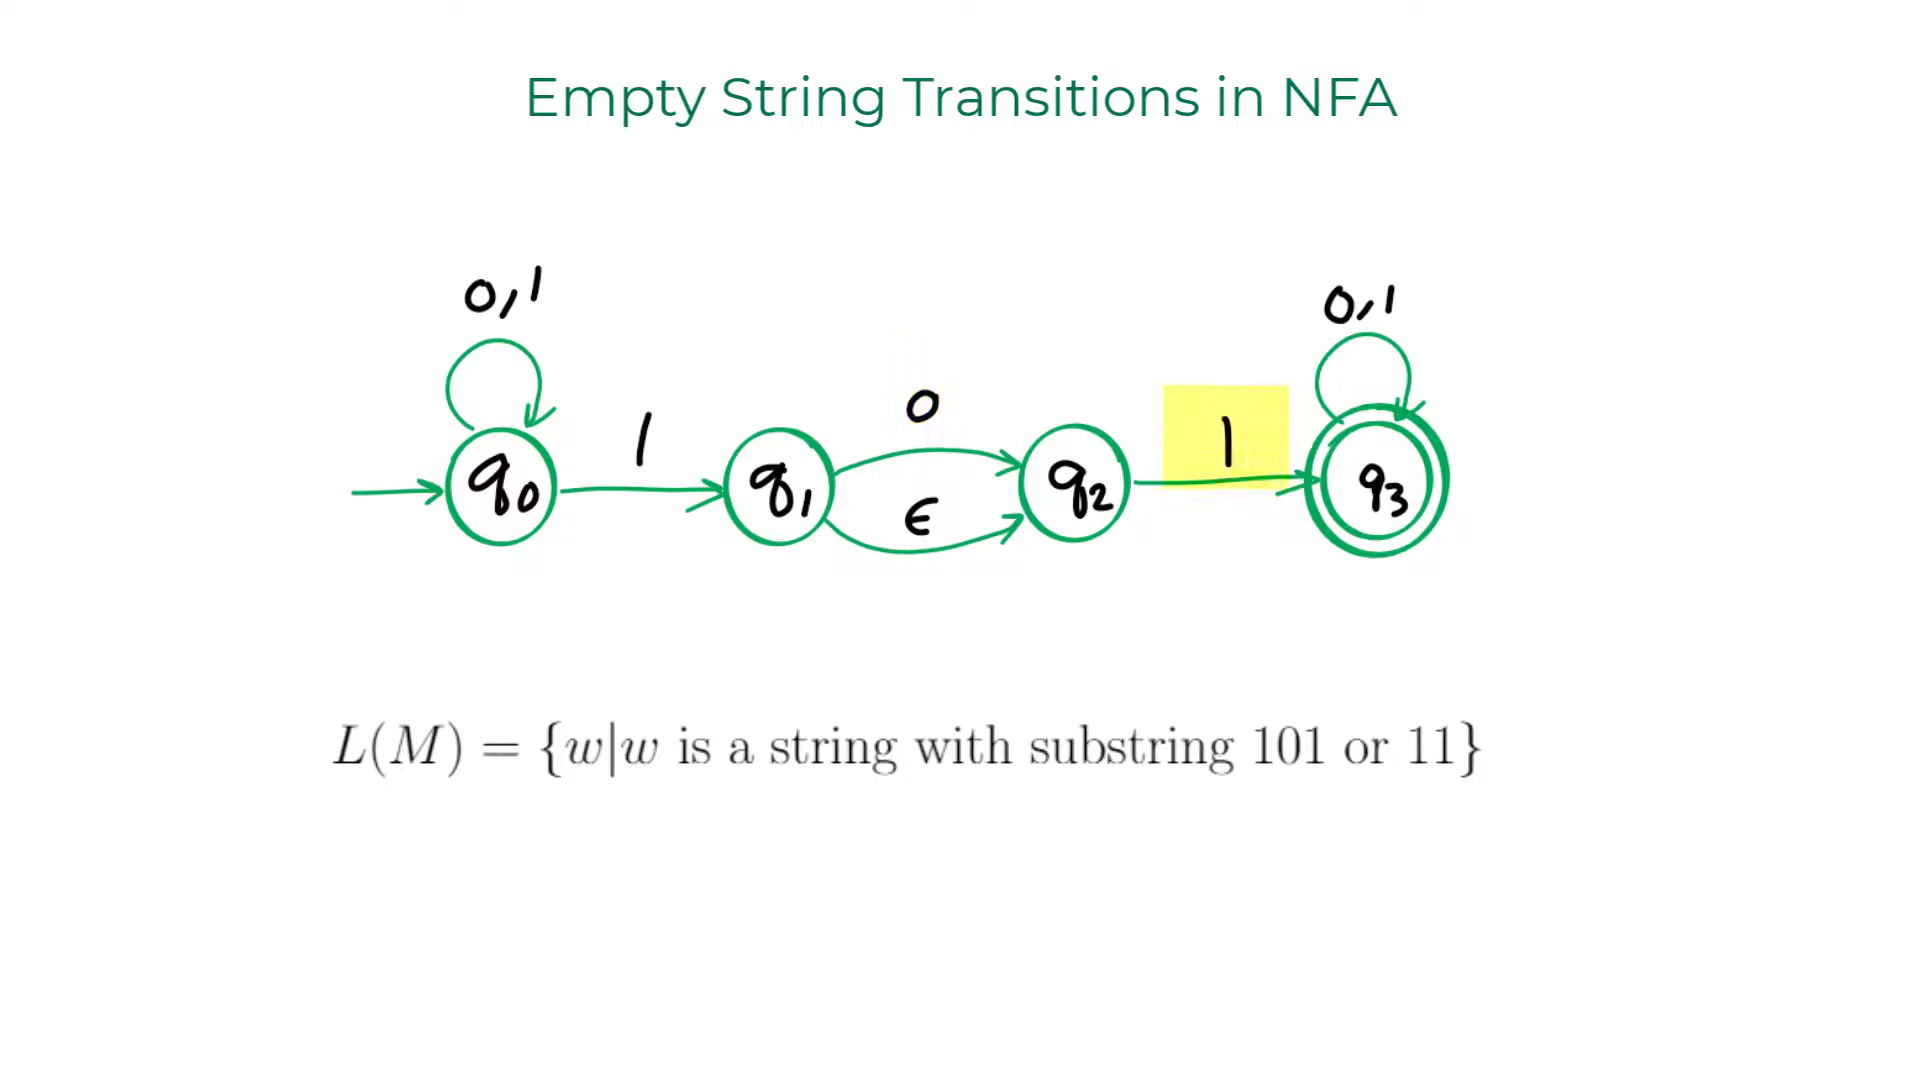 Empty String Transitions in NFA
0,1
0,1
0
1
1
q0
q1
ϵ
q2
q3
L(M) = {w|w is a string with substring 101 or 11}